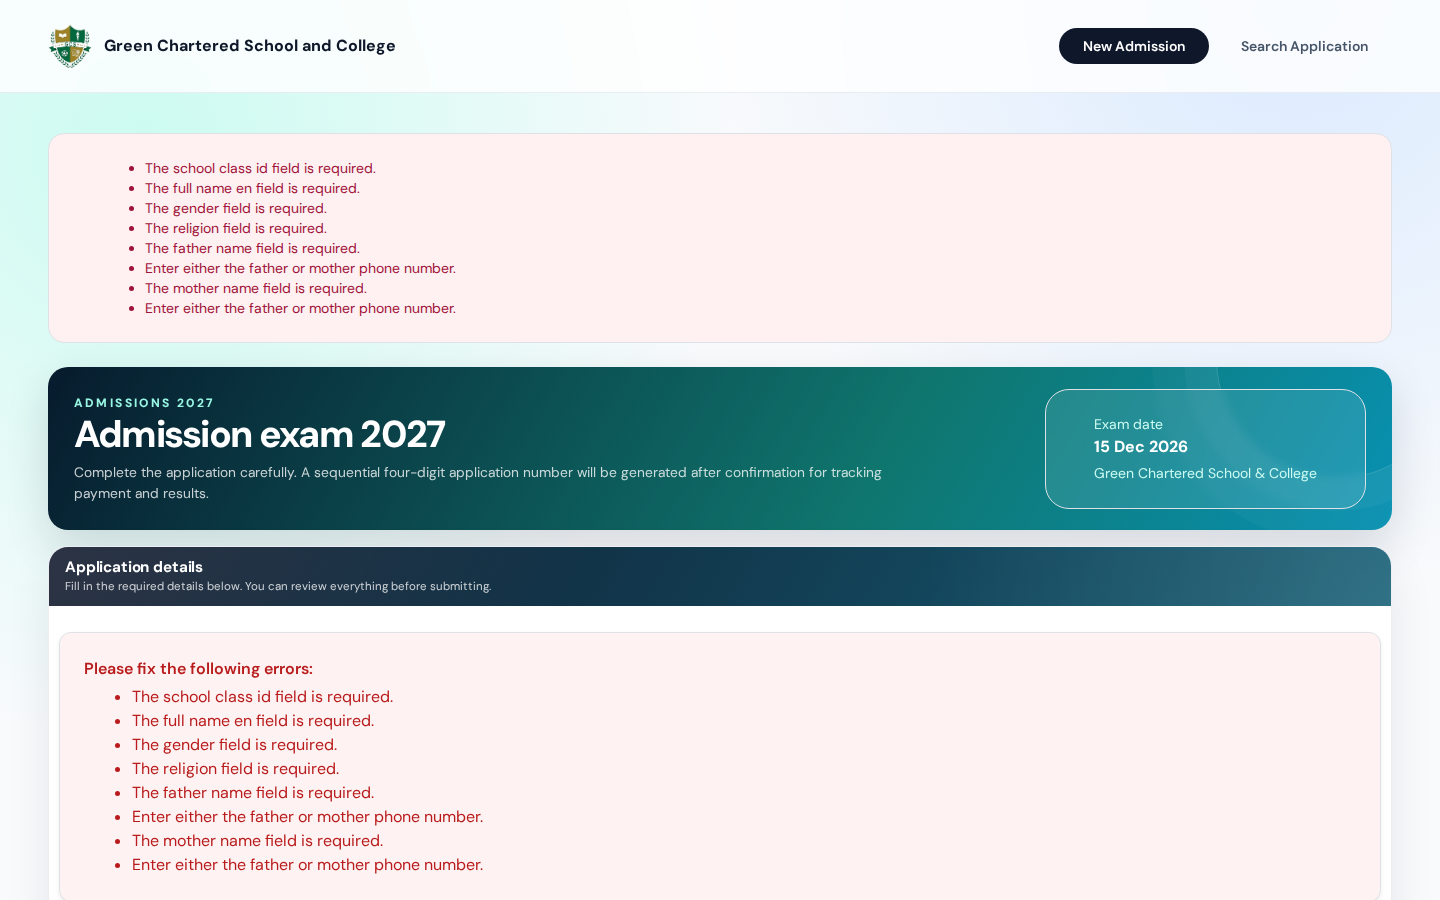 Green Chartered School and College
New Admission
Search Application
The school class id field is required.
The full name en field is required.
The gender field is required.
The religion field is required.
The father name field is required.
Enter either the father or mother phone number.
The mother name field is required.
Enter either the father or mother phone number.
ADMISSIONS 2027
Admission exam 2027
Complete the application carefully. A sequential four-digit application number will be generated after confirmation for tracking
payment and results.
Exam date
15 Dec 2026
Green Chartered School & College
Application details
Fill in the required details below. You can review everything before submitting.
Please fix the following errors:
The school class id field is required.
The full name en field is required.
The gender field is required.
The religion field is required.
The father name field is required.
Enter either the father or mother phone number.
The mother name field is required.
Enter either the father or mother phone number.